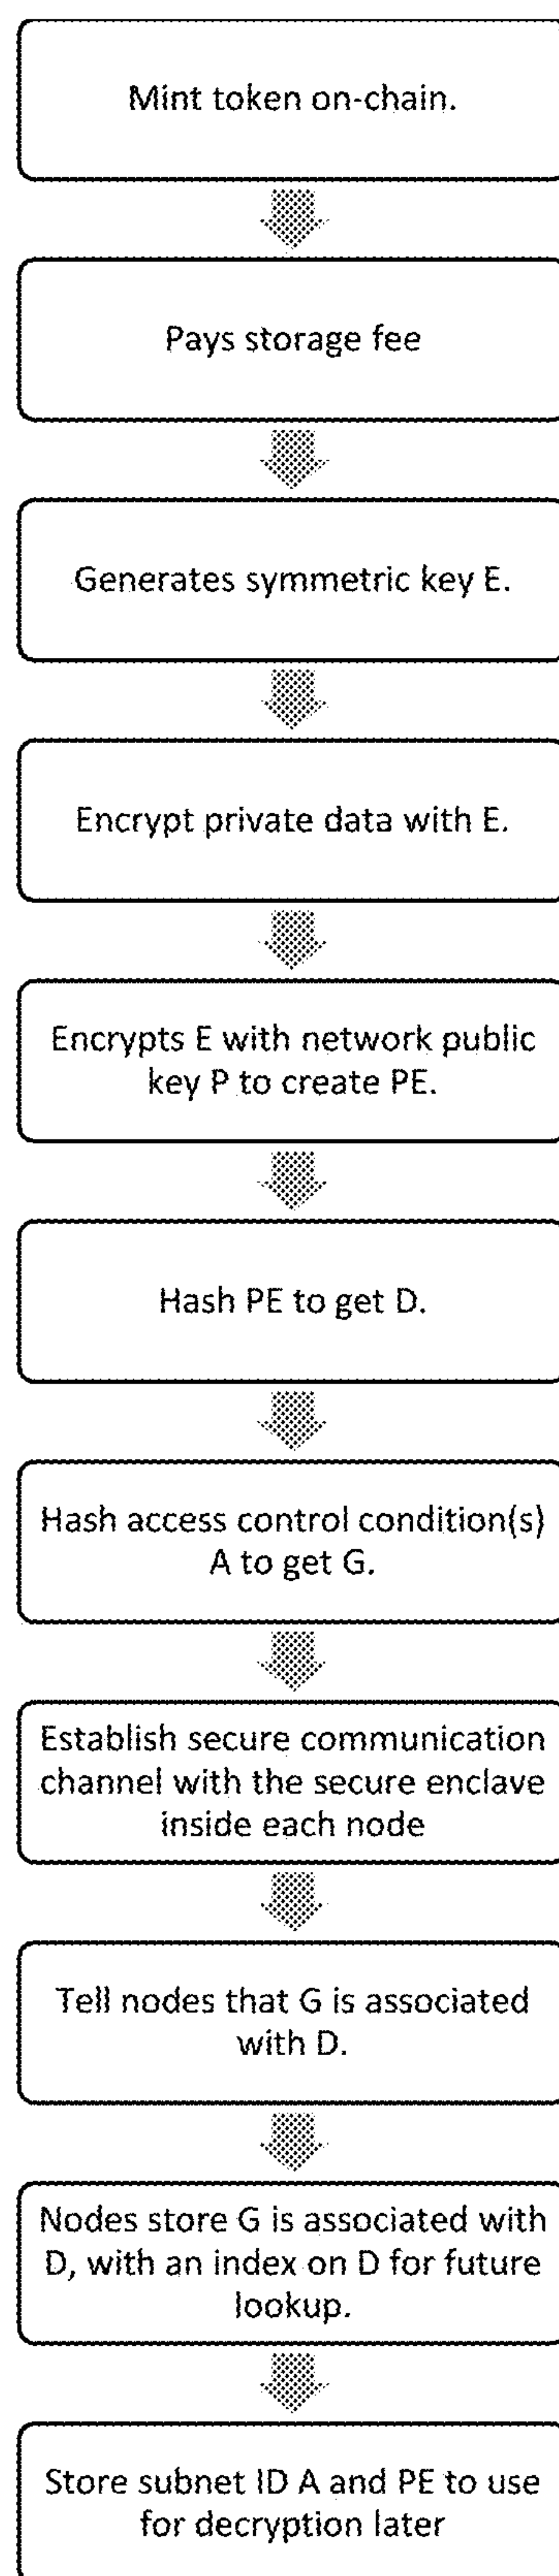 Mint token on-chain.
Pays storage fee
Generates symmetric key E.
Encrypt private data with E.
Encrypts E with network public
key P to create PE.
Hash PE to get D.
Hash access control condition(s)
A to get G.
Establish secure communication
channel with the secure enclave
inside each node
Tell nodes that G is associated
with D.
Nodes store G is associated with
D, with an index on D for future
lookup.
Store subnet ID A and PE to use
for decryption later